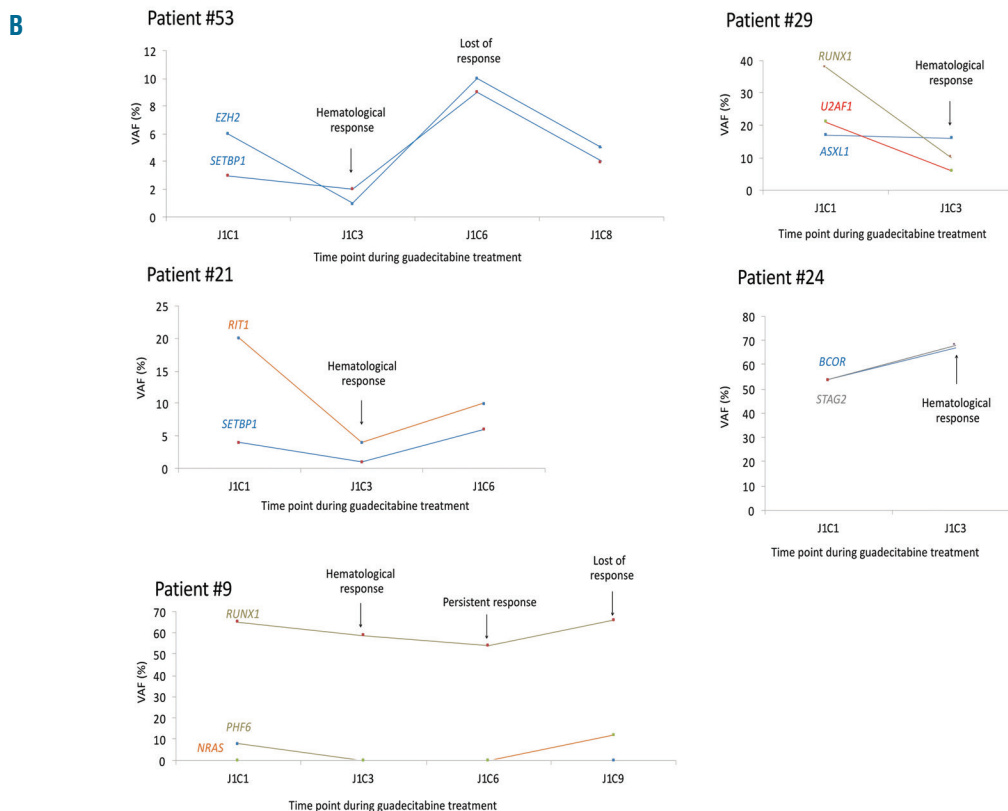 B
Patient #53
VAF (%)
12
10
8
6
4
2
0
EZH2
SETBP1
Hematological
response
Lost of
response
J1C1 J1C3 J1C6 J1C8
Time point during guadecitabine treatment
Patient #29
VAF (%)
40
30
20
10
0
RUNX1
U2AF1
ASXL1
Hematological
response
J1C1 J1C3
Time point during guadecitabine treatment
Patient #21
VAF (%)
25
20
15
10
5
0
RIT1
SETBP1
Hematological
response
J1C1 J1C3 J1C6
Time point during guadecitabine treatment
Patient #24
VAF (%)
80
70
60
50
40
30
20
10
0
BCOR
STAG2
Hematological
response
J1C1 J1C3
Time point during guadecitabine treatment
Patient #9
VAF (%)
70
60
50
40
30
20
10
0
RUNX1
PHF6
NRAS
Hematological
response
Persistent response
Lost of
response
J1C1 J1C3 J1C6 J1C9
Time point during guadecitabine treatment